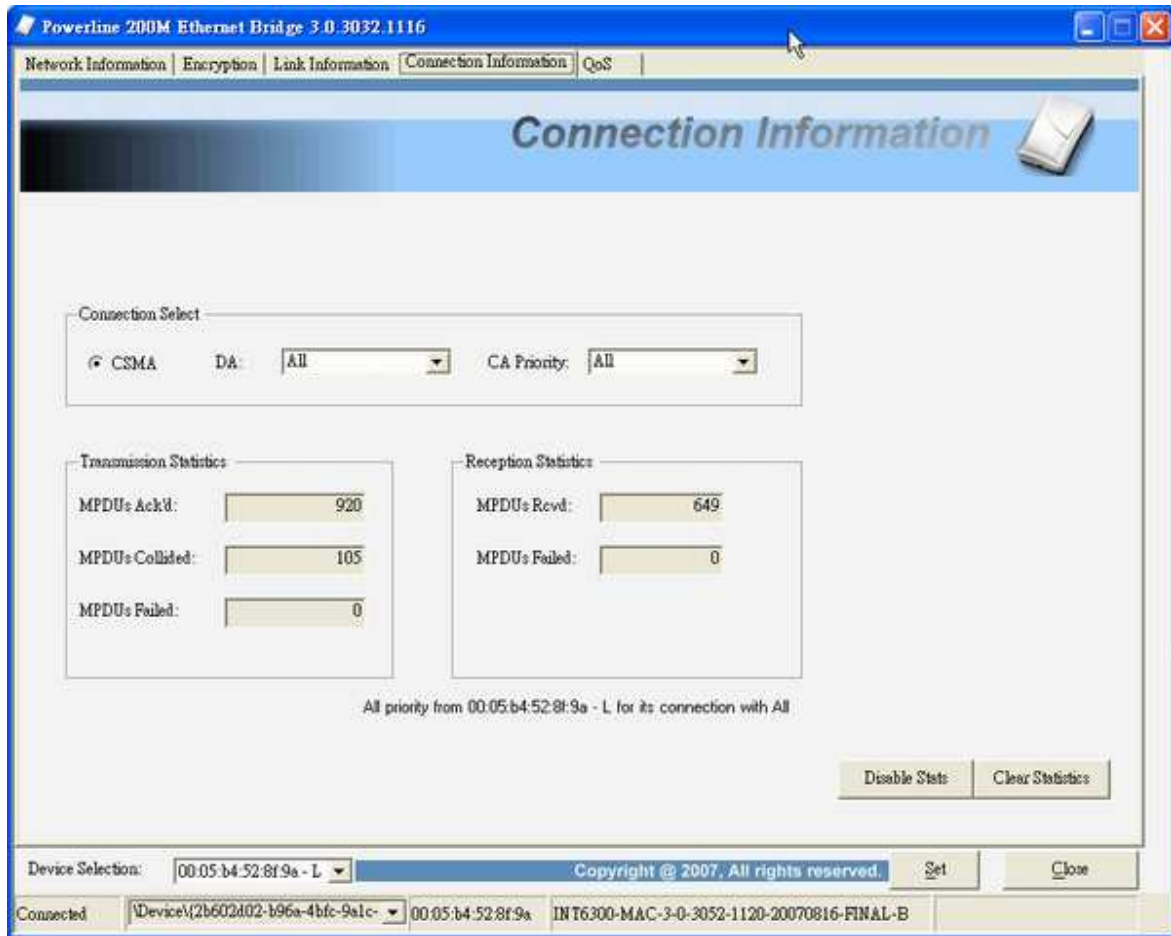 Powerline 200M Ethernet Bridge 3.0.3032.1116
Network Information Encryption Link Information Connection Information QoS
Connection Information
Connection Select
CSMA DA: All CA Priority: All
Transmission Statistics Reception Statistics
MPDUs Ack'd: 920 MPDUs Rcvd: 649
MPDUs Collided: 105 MPDUs Failed: 0
MPDUs Failed: 0
All priority from 00:05:b4:52:8f:9a - L for its connection with All
Disable Stats Clear Statistics
Device Selection: 00:05:b4:52:8f:9a - L Copyright @ 2007, All rights reserved. Set Close
Connected \Device\{2b602d02-b96a-4bfc-9a1c- 00:05:b4:52:8f:9a INT6300-MAC-3-0-3052-1120-20070816-FINAL-B